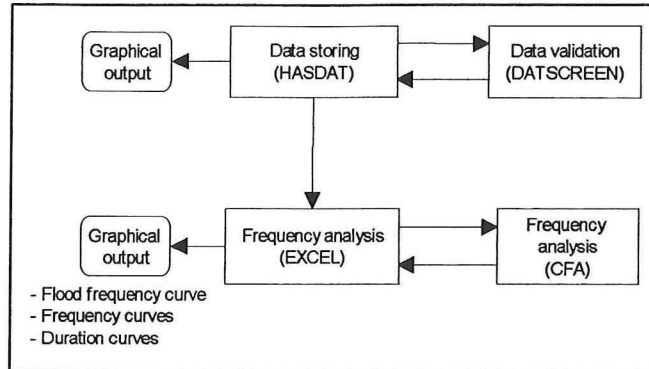 Graphical
output
Data storing
(HASDAT)
Data validation
(DATSCREEN)
Graphical
output
Frequency analysis
(EXCEL)
Frequency
analysis
(CFA)
- Flood frequency curve
- Frequency curves
- Duration curves